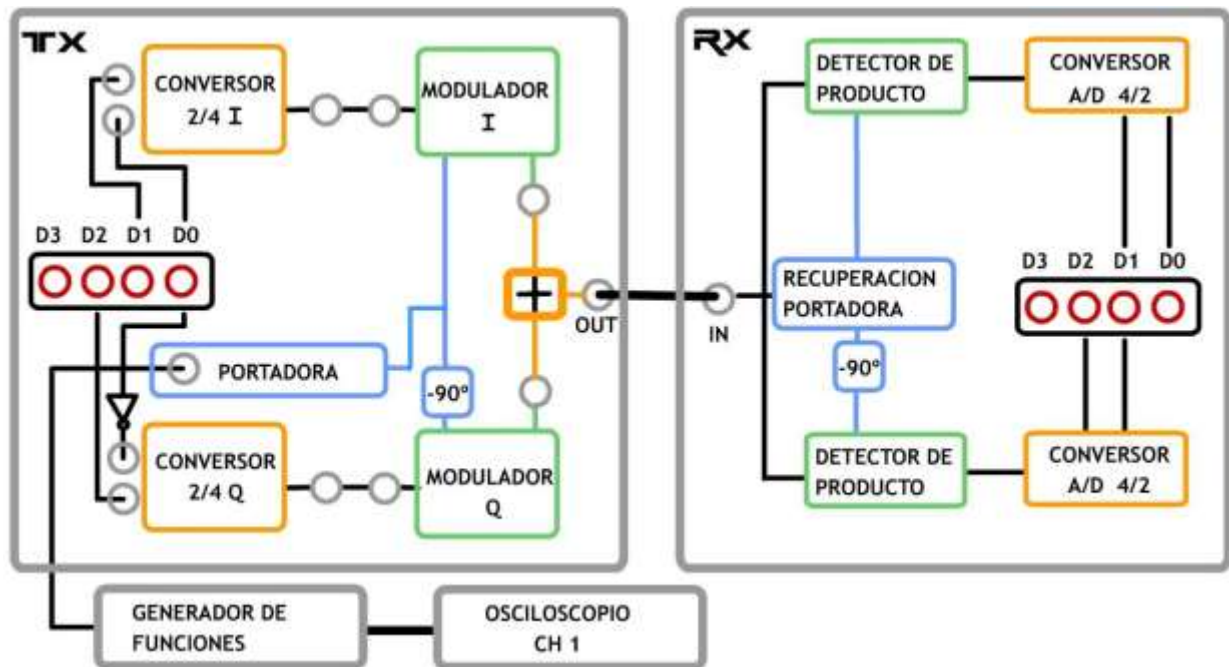 TX
CONVERSOR
2/4 I
MODULADOR
I
D3 D2 D1 D0
PORTADORA
-90º
+
OUT
CONVERSOR
2/4 Q
MODULADOR
Q
GENERADOR DE
FUNCIONES
OSCILOSCOPIO
CH 1
RX
DETECTOR DE
PRODUCTO
CONVERSOR
A/D 4/2
IN
RECUPERACION
PORTADORA
-90º
D3 D2 D1 D0
DETECTOR DE
PRODUCTO
CONVERSOR
A/D 4/2